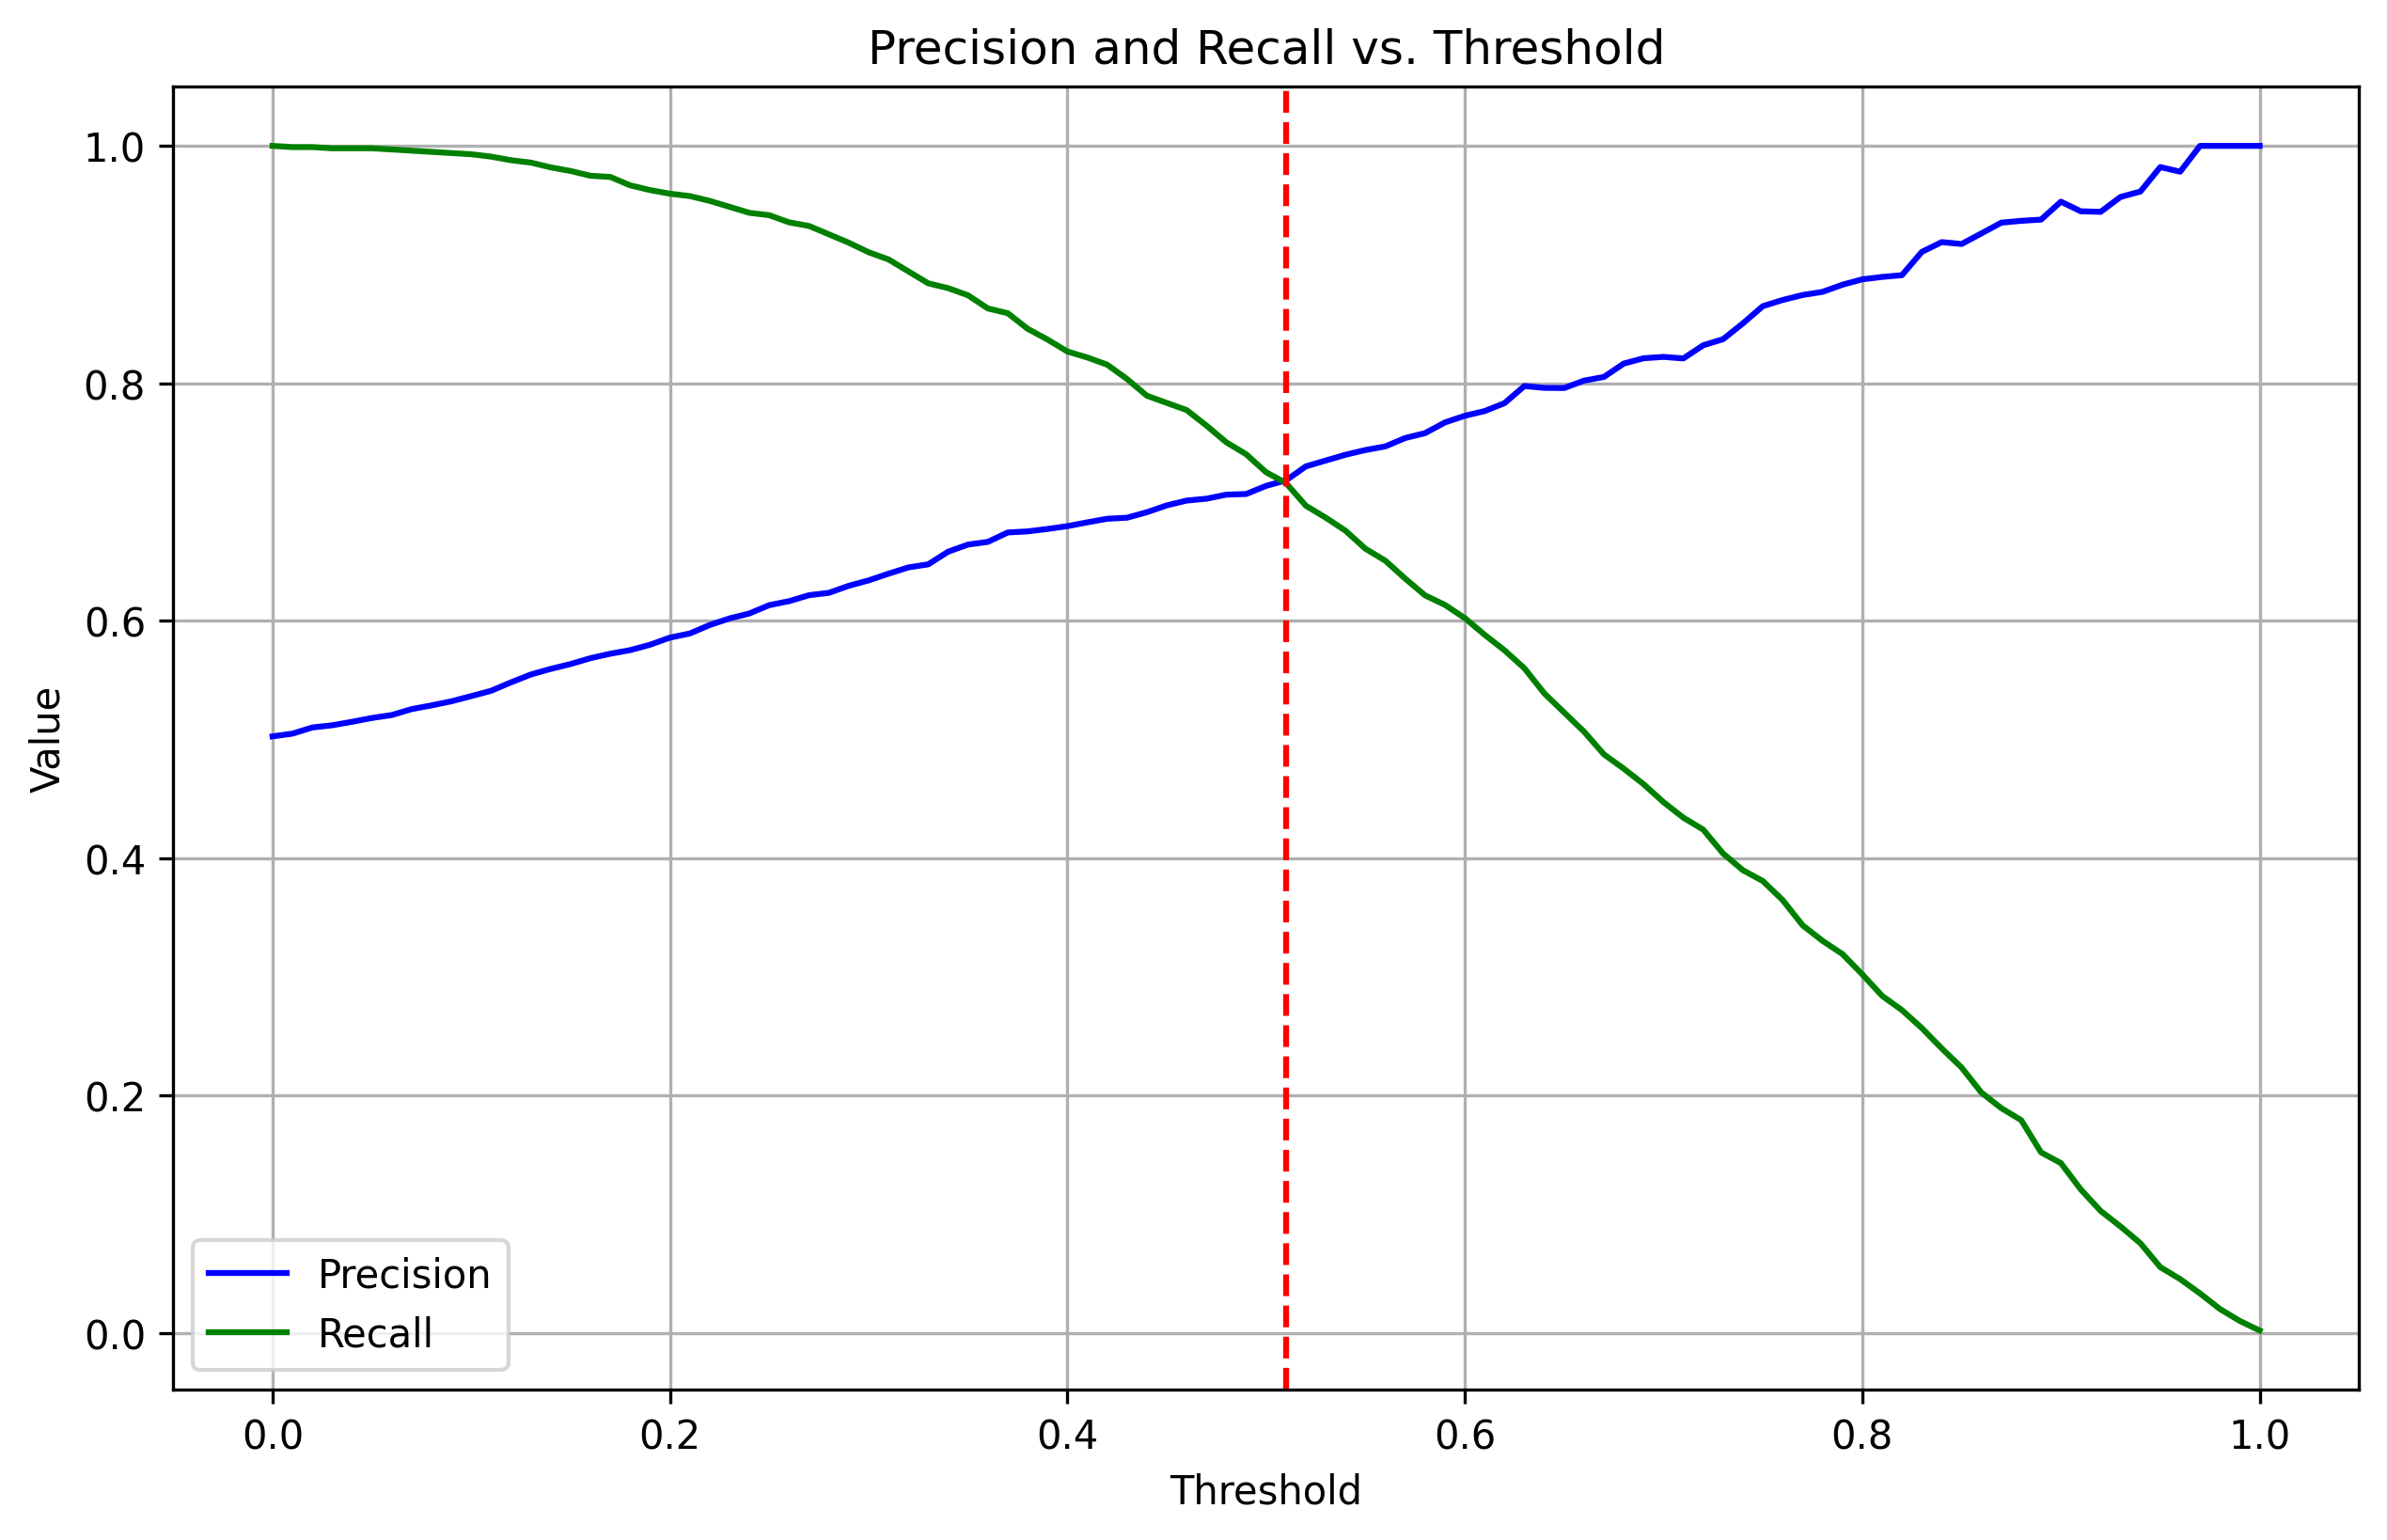 Precision and Recall vs. Threshold
1.0
0.8
0.6
0.4
0.2
0.0
Value
Precision
Recall
0.0 0.2 0.4 0.6 0.8 1.0
Threshold